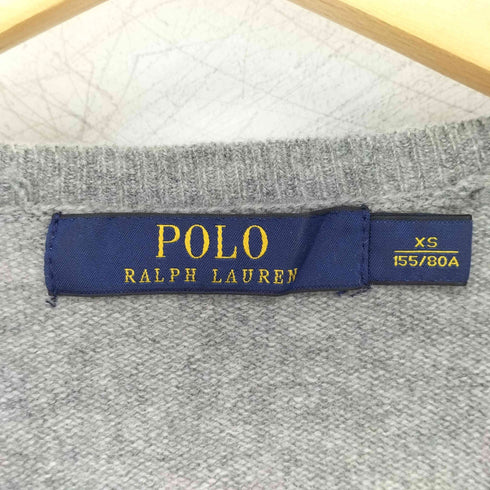 POLO
RALPH LAUREN
XS
155/80A